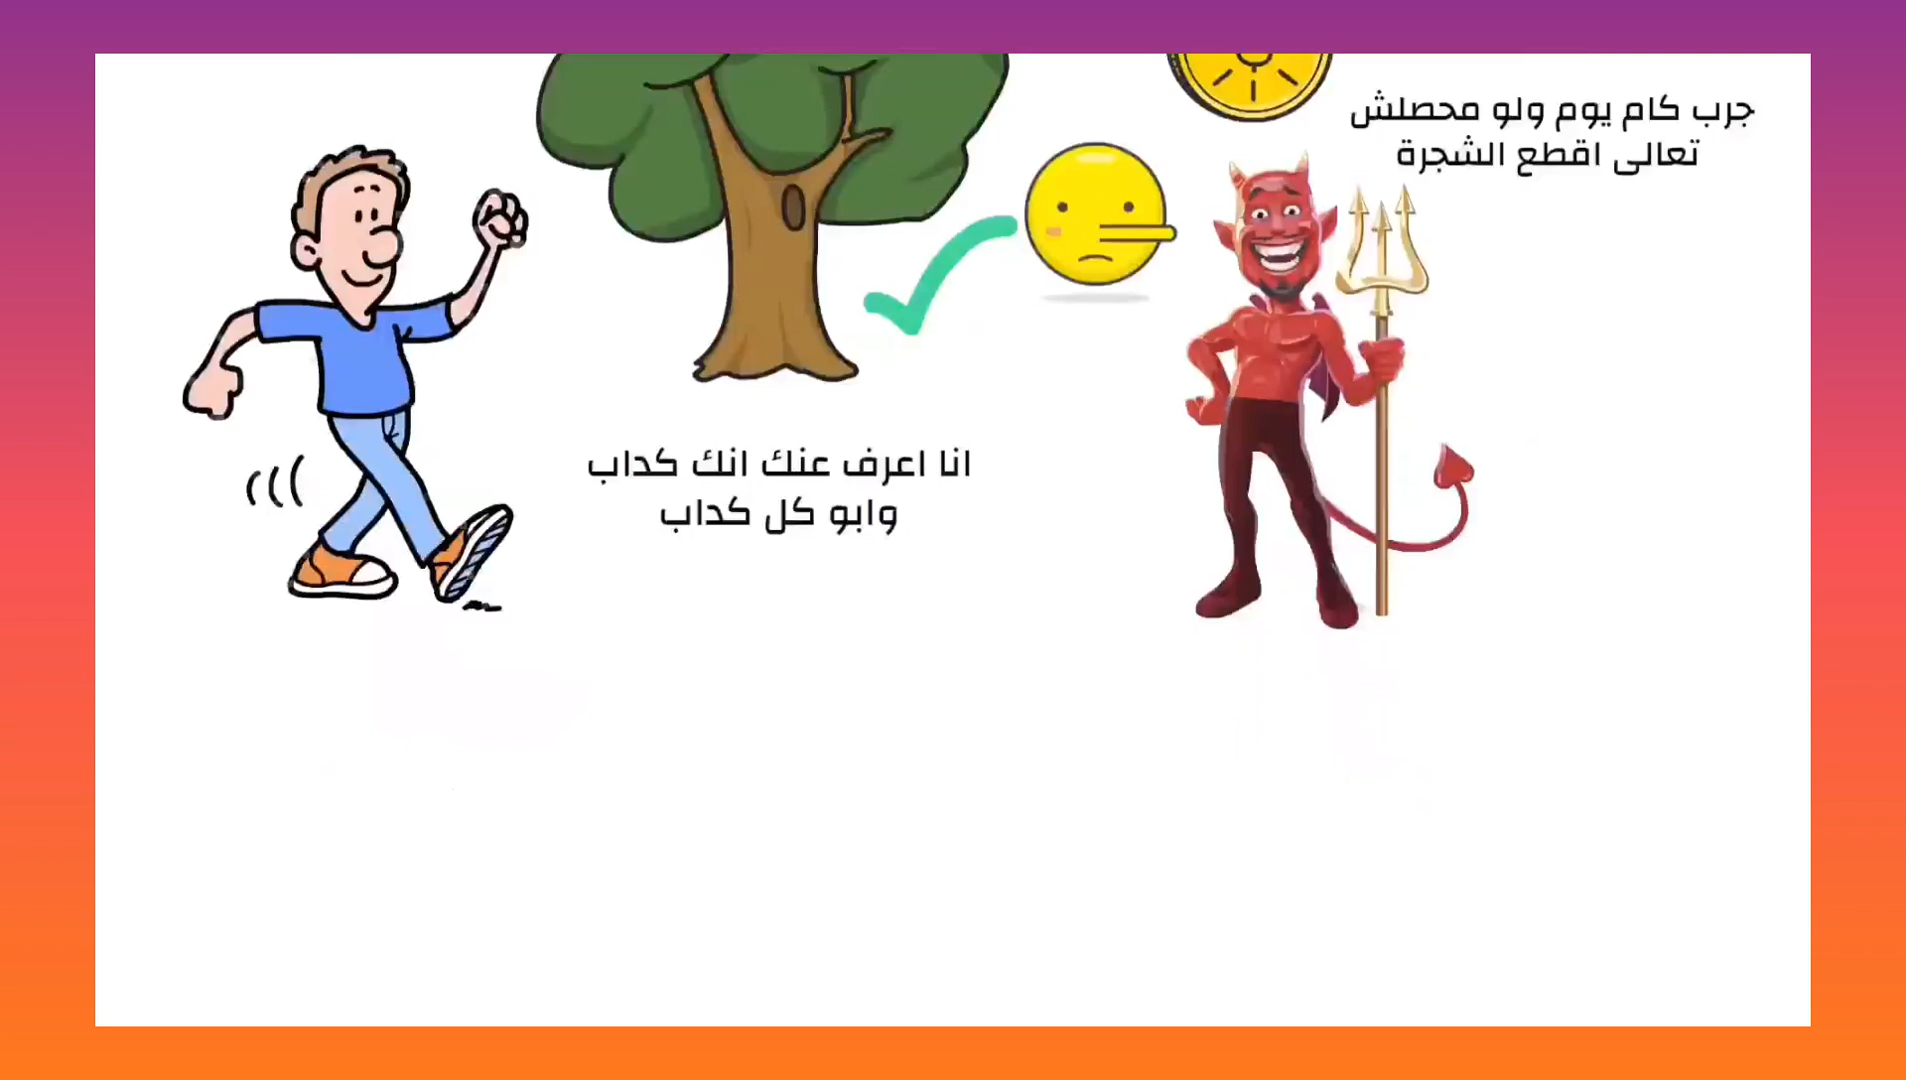 جرب كام يوم ولو محصلش
تعالى اقطع الشجرة
انا اعرف عنك انك كداب
وابو كل كداب